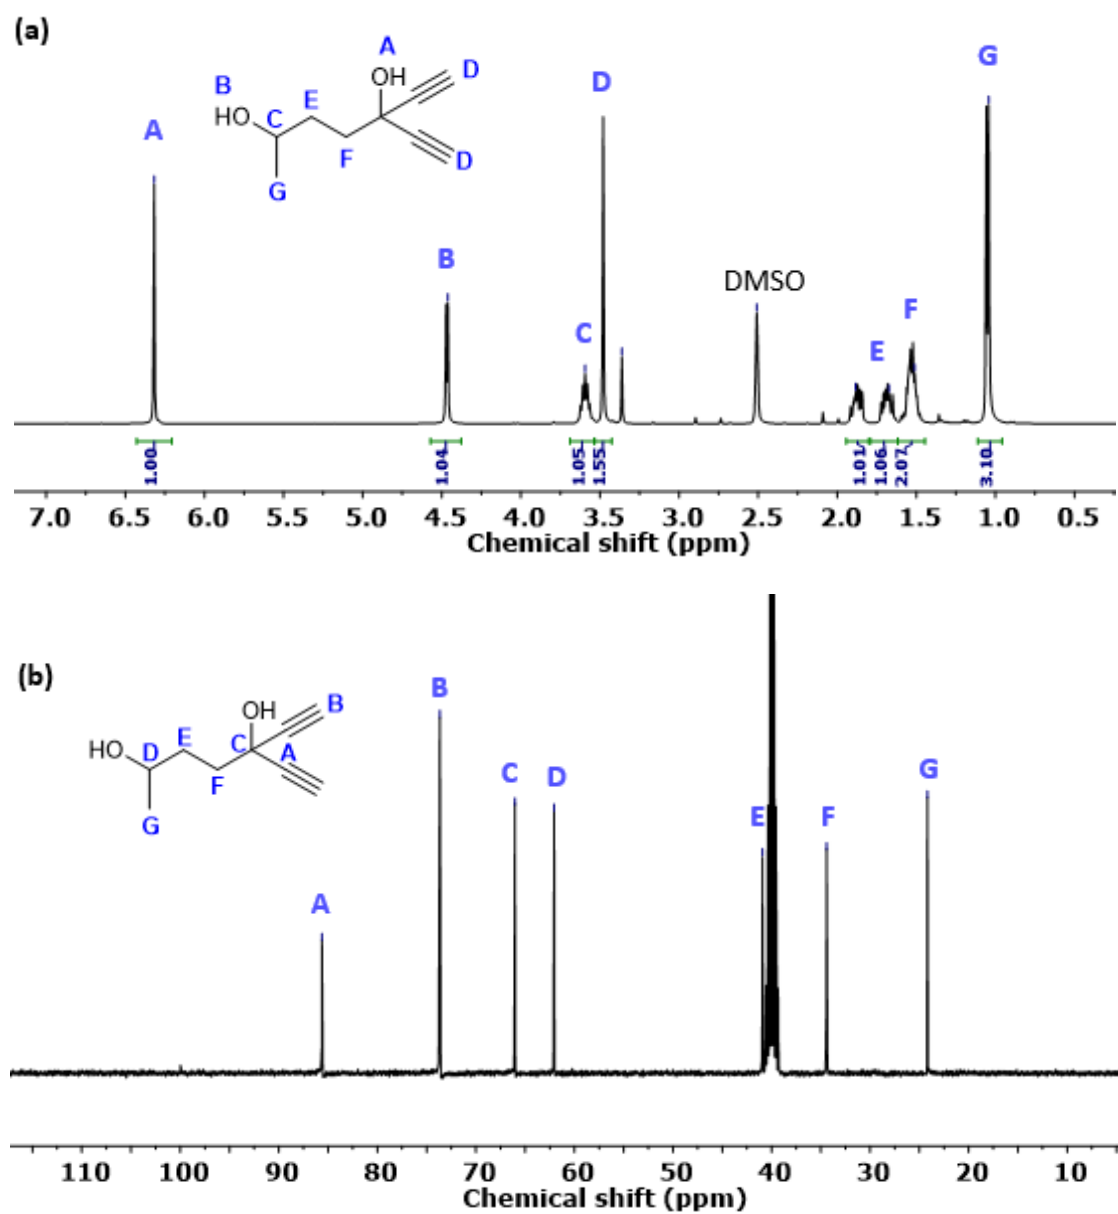 (a)
A
OH
D
B
HO
C
E
F
D
G
A
B
C
D
DMSO
E
F
G
1.00
1.04
1.05
1.55
1.01
1.06
2.07
3.10
7.0 6.5 6.0 5.5 5.0 4.5 4.0 3.5 3.0 2.5 2.0 1.5 1.0 0.5
Chemical shift (ppm)
(b)
OH
B
HO
D
E
C
A
F
G
A
B
C
D
E
F
G
110 100 90 80 70 60 50 40 30 20 10
Chemical shift (ppm)